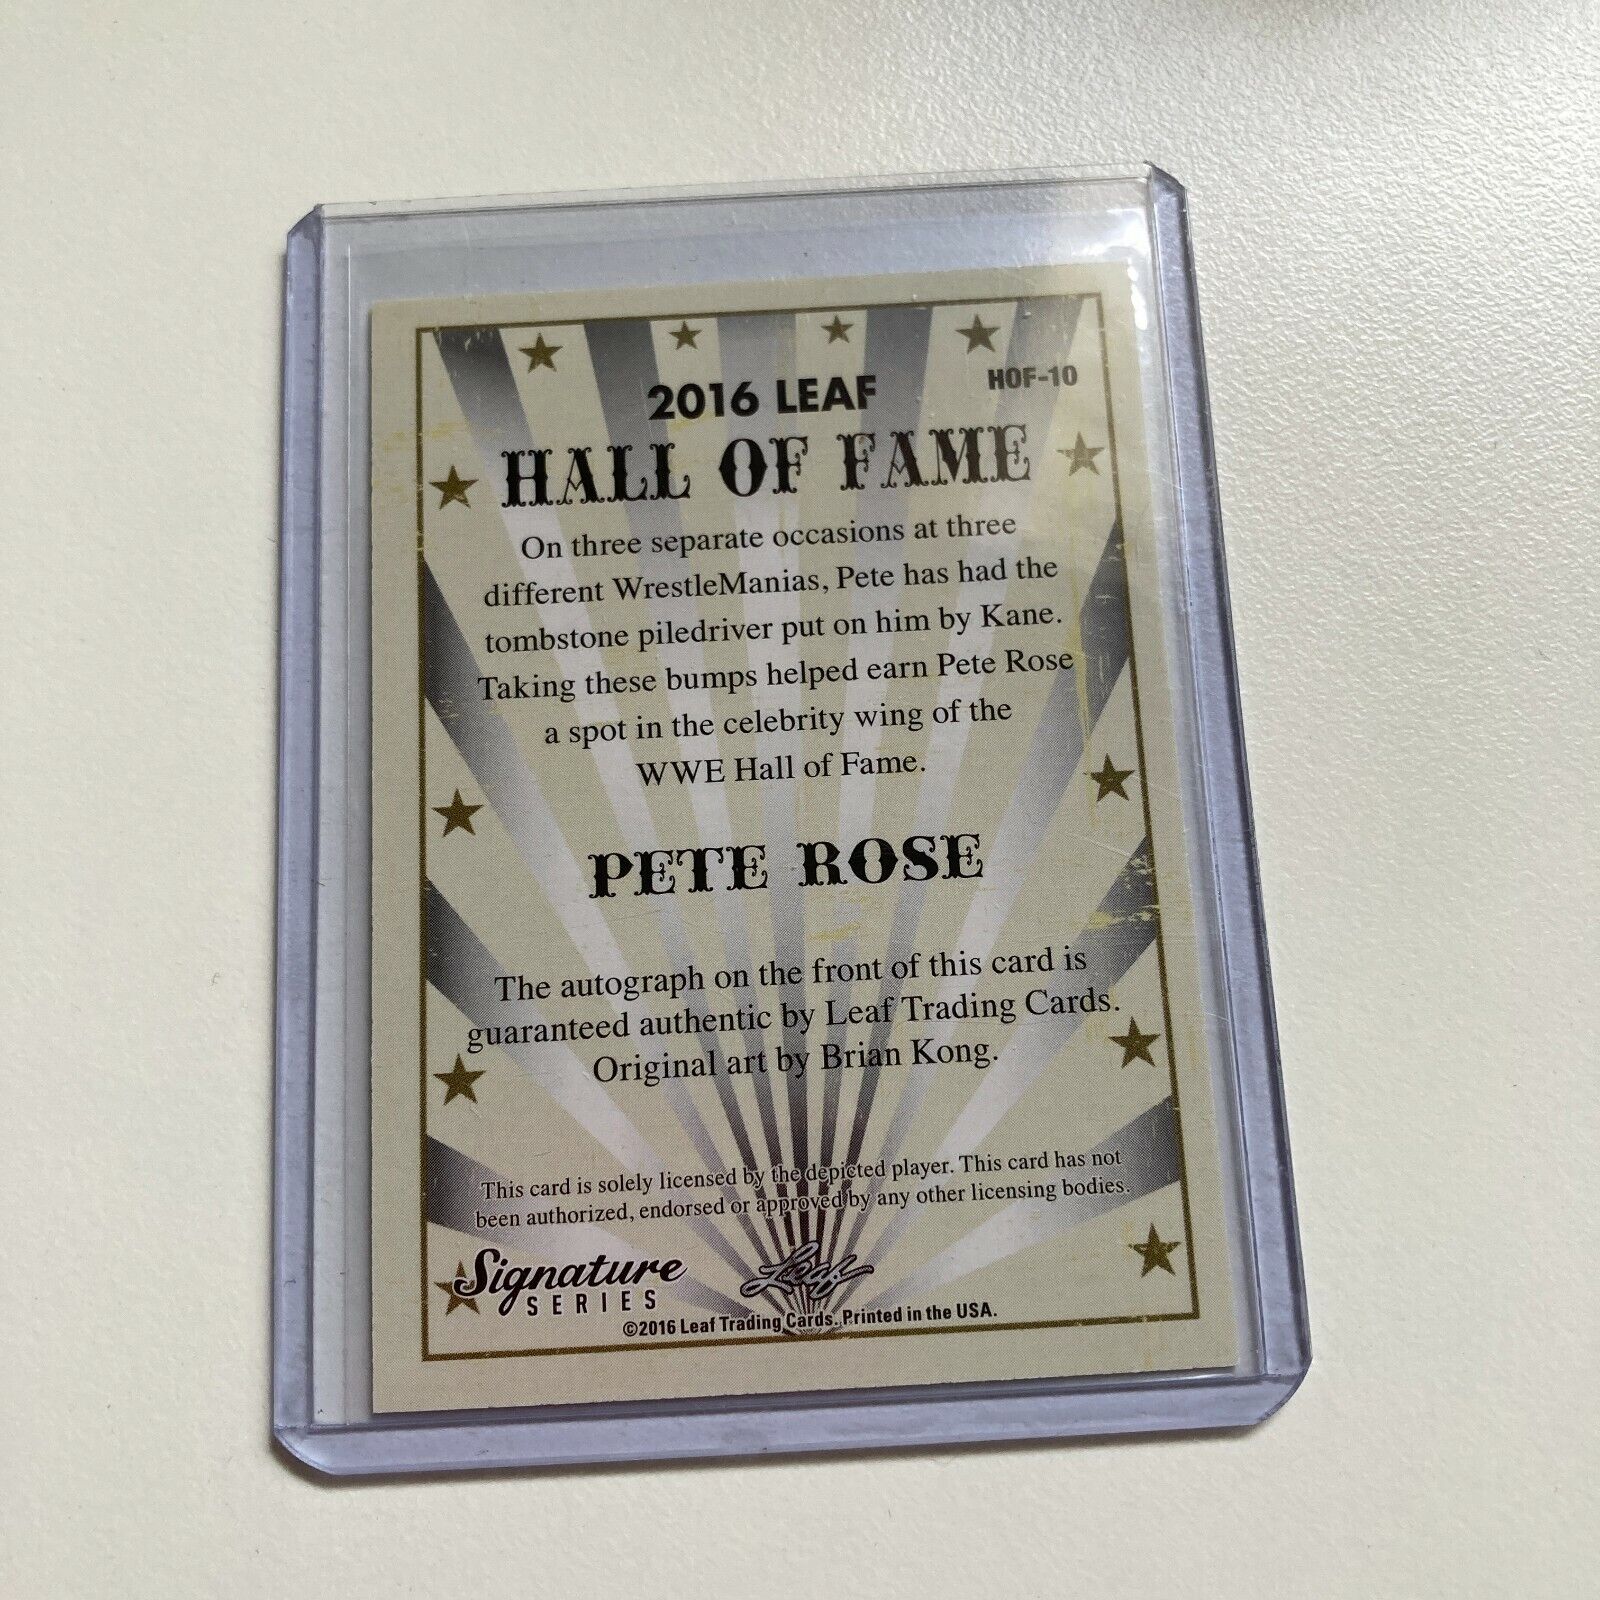 2016 LEAF
HOF-10
HALL OF FAME
On three separate occasions at three
different WrestleManias, Pete has had the
tombstone piledriver put on him by Kane.
Taking these bumps helped earn Pete Rose
a spot in the celebrity wing of the
WWE Hall of Fame.
PETE ROSE
The autograph on the front of this card is
guaranteed authentic by Leaf Trading Cards.
Original art by Brian Kong.
This card is solely licensed by the depicted player. This card has not
been authorized, endorsed or approved by any other licensing bodies.
Signature
SERIES
Leaf
©2016 Leaf Trading Cards. Printed in the USA.